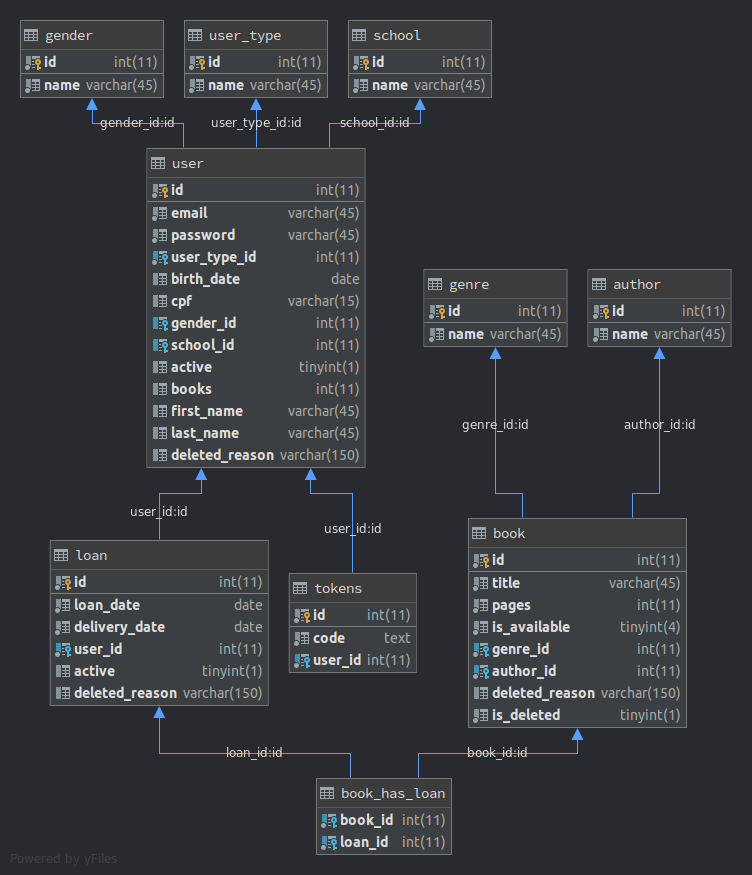 gender
id int(11)
name varchar(45)
user_type
id int(11)
name varchar(45)
school
id int(11)
name varchar(45)
gender_id:id
user_type_id:id
school_id:id
user
id int(11)
email varchar(45)
password varchar(45)
user_type_id int(11)
birth_date date
cpf varchar(15)
gender_id int(11)
school_id int(11)
active tinyint(1)
books int(11)
first_name varchar(45)
last_name varchar(45)
deleted_reason varchar(150)
genre
id int(11)
name varchar(45)
author
id int(11)
name varchar(45)
genre_id:id
author_id:id
user_id:id
user_id:id
loan
id int(11)
loan_date date
delivery_date date
user_id int(11)
active tinyint(1)
deleted_reason varchar(150)
tokens
id int(11)
code text
user_id int(11)
book
id int(11)
title varchar(45)
pages int(11)
is_available tinyint(4)
genre_id int(11)
author_id int(11)
deleted_reason varchar(150)
is_deleted tinyint(1)
loan_id:id
book_id:id
book_has_loan
book_id int(11)
loan_id int(11)
Powered by yFiles